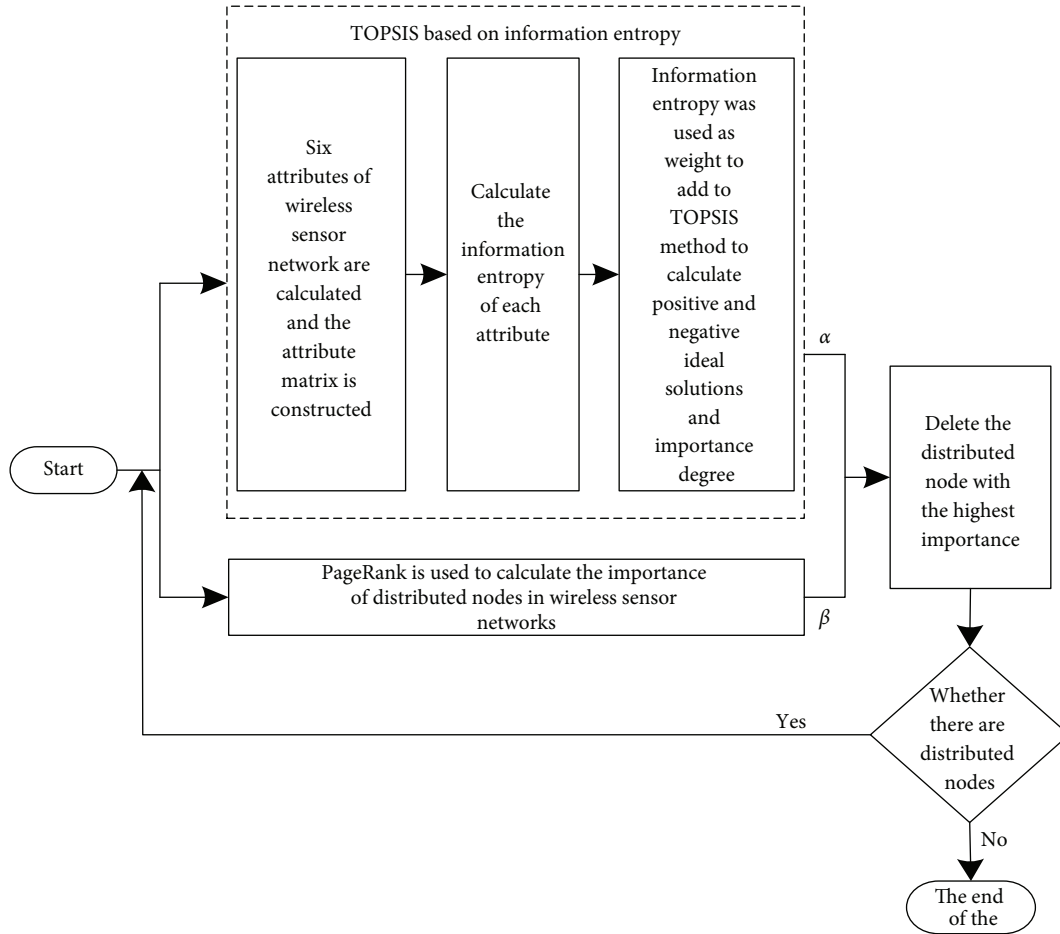 TOPSIS based on information entropy
Six
attributes of
wireless
sensor
network are
calculated
and the
attribute
matrix is
constructed
Calculate
the
information
entropy
of each
attribute
Information
entropy was
used as
weight to
add to
TOPSIS
method to
calculate
positive and
negative
ideal
solutions
and
importance
degree
α
Start
Delete the
distributed
node with
the highest
importance
PageRank is used to calculate the importance
of distributed nodes in wireless sensor
networks
β
Whether
there are
distributed
nodes
Yes
No
The end
of the